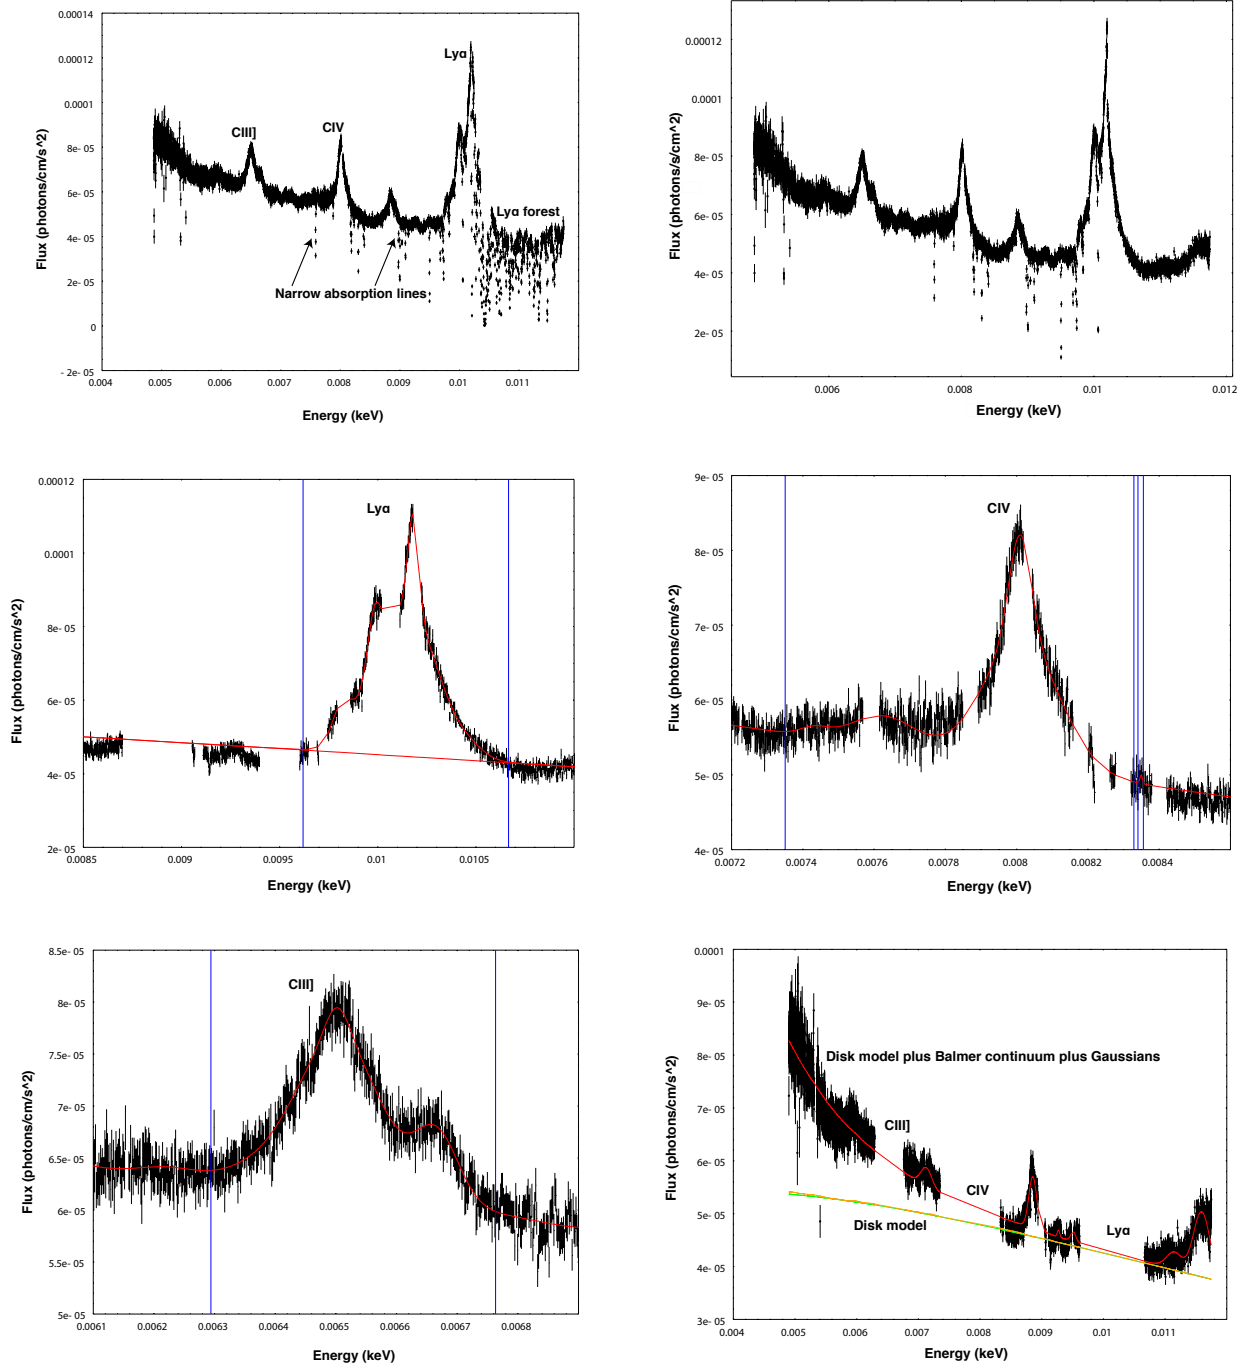 0.00014
0.00012
0.0001
8e- 05
6e- 05
4e- 05
2e- 05
0
- 2e- 05
Flux (photons/cm/s^2)
CIII]
CIV
Lyα
Lyα forest
Narrow absorption lines
0.004 0.005 0.006 0.007 0.008 0.009 0.01 0.011
Energy (keV)
0.00012
0.0001
8e- 05
6e- 05
4e- 05
2e- 05
Flux (photons/s/cm^2)
0.006 0.008 0.01 0.012
Energy (keV)
0.00012
0.0001
8e- 05
6e- 05
4e- 05
2e- 05
Flux (photons/cm/s^2)
Lyα
0.0085 0.009 0.0095 0.01 0.0105
Energy (keV)
9e- 05
8e- 05
7e- 05
6e- 05
5e- 05
4e- 05
Flux (photons/cm/s^2)
CIV
0.0072 0.0074 0.0076 0.0078 0.008 0.0082 0.0084
Energy (keV)
8.5e- 05
8e- 05
7.5e- 05
7e- 05
6.5e- 05
6e- 05
5.5e- 05
5e- 05
Flux (photons/cm/s^2)
CIII]
0.0061 0.0062 0.0063 0.0064 0.0065 0.0066 0.0067 0.0068
Energy (keV)
0.0001
9e- 05
8e- 05
7e- 05
6e- 05
5e- 05
4e- 05
3e- 05
Flux (photons/cm/s^2)
Disk model plus Balmer continuum plus Gaussians
CIII]
CIV
Lyα
Disk model
0.004 0.005 0.006 0.007 0.008 0.009 0.01 0.011
Energy (keV)